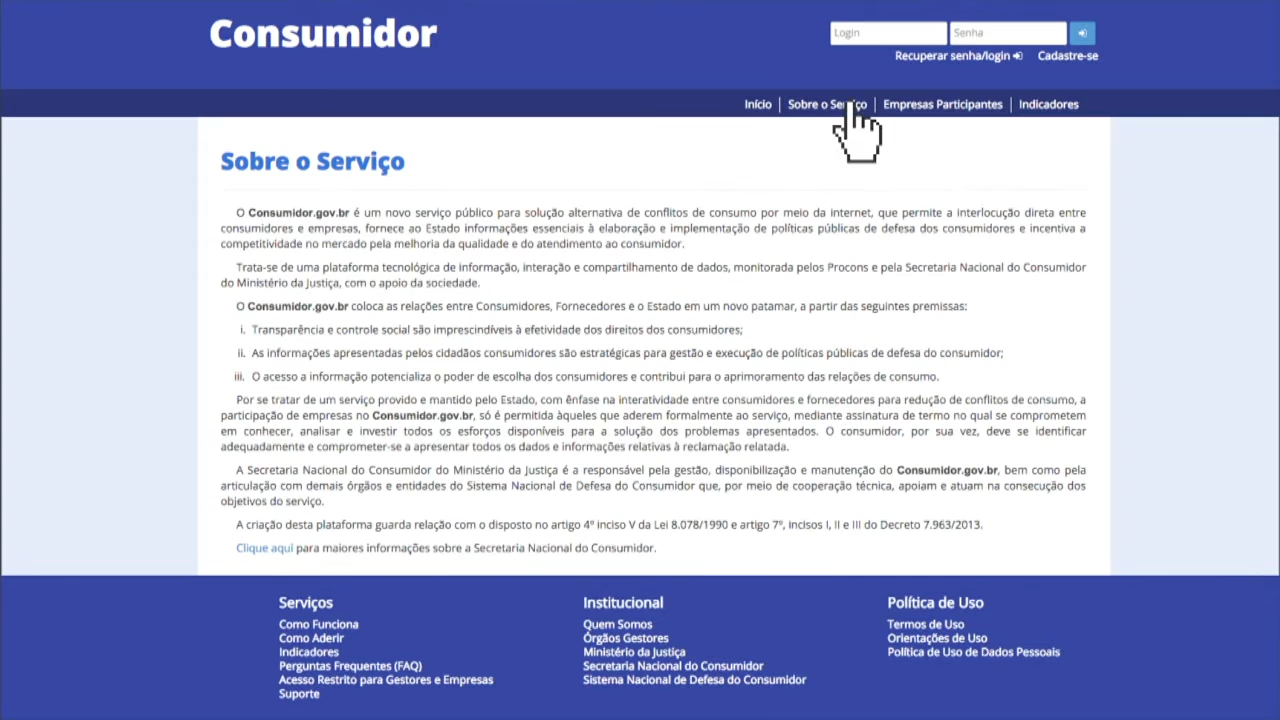 Consumidor
Login
Senha
Recuperar senha/login
Cadastre-se
Início
Sobre o Serviço
Empresas Participantes
Indicadores
Sobre o Serviço
O Consumidor.gov.br é um novo serviço público para solução alternativa de conflitos de consumo por meio da internet, que permite a interlocução direta entre
consumidores e empresas, fornece ao Estado informações essenciais à elaboração e implementação de políticas públicas de defesa dos consumidores e incentiva a
competitividade no mercado pela melhoria da qualidade e do atendimento ao consumidor.
Trata-se de uma plataforma tecnológica de informação, interação e compartilhamento de dados, monitorada pelos Procons e pela Secretaria Nacional do Consumidor
do Ministério da Justiça, com o apoio da sociedade.
O Consumidor.gov.br coloca as relações entre Consumidores, Fornecedores e o Estado em um novo patamar, a partir das seguintes premissas:
i. Transparência e controle social são imprescindíveis à efetividade dos direitos dos consumidores;
ii. As informações apresentadas pelos cidadãos consumidores são estratégicas para gestão e execução de políticas públicas de defesa do consumidor;
iii. O acesso a informação potencializa o poder de escolha dos consumidores e contribui para o aprimoramento das relações de consumo.
Por se tratar de um serviço provido e mantido pelo Estado, com ênfase na interatividade entre consumidores e fornecedores para redução de conflitos de consumo, a
participação de empresas no Consumidor.gov.br, só é permitida àqueles que aderem formalmente ao serviço, mediante assinatura de termo no qual se comprometem
em conhecer, analisar e investir todos os esforços disponíveis para a solução dos problemas apresentados. O consumidor, por sua vez, deve se identificar
adequadamente e comprometer-se a apresentar todos os dados e informações relativas à reclamação relatada.
A Secretaria Nacional do Consumidor do Ministério da Justiça é a responsável pela gestão, disponibilização e manutenção do Consumidor.gov.br, bem como pela
articulação com demais órgãos e entidades do Sistema Nacional de Defesa do Consumidor que, por meio de cooperação técnica, apoiam e atuam na consecução dos
objetivos do serviço.
A criação desta plataforma guarda relação com o disposto no artigo 4º inciso V da Lei 8.078/1990 e artigo 7º, incisos I, II e III do Decreto 7.963/2013.
Clique aqui para maiores informações sobre a Secretaria Nacional do Consumidor.
Serviços
Como Funciona
Como Aderir
Indicadores
Perguntas Frequentes (FAQ)
Acesso Restrito para Gestores e Empresas
Suporte
Institucional
Quem Somos
Órgãos Gestores
Ministério da Justiça
Secretaria Nacional do Consumidor
Sistema Nacional de Defesa do Consumidor
Política de Uso
Termos de Uso
Orientações de Uso
Política de Uso de Dados Pessoais